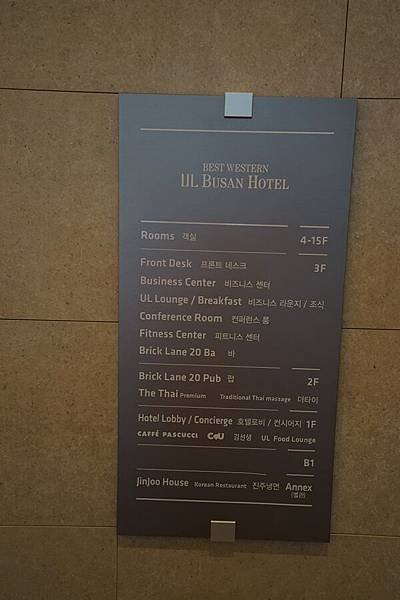 BEST WESTERN
UL BUSAN HOTEL
Rooms 객실 4-15F
Front Desk 프론트 데스크 3F
Business Center 비즈니스 센터
UL Lounge / Breakfast 비즈니스 라운지 / 조식
Conference Room 컨퍼런스 룸
Fitness Center 피트니스 센터
Brick Lane 20 Ba 바
Brick Lane 20 Pub 펍 2F
The Thai Premium Traditional Thai massage 더타이
Hotel Lobby / Concierge 호텔로비 / 컨시어지 1F
CAFFÉ PASCUCCI CU 김선생 UL Food Lounge
B1
JinJoo House Korean Restaurant 진주냉면 Annex
(별관)